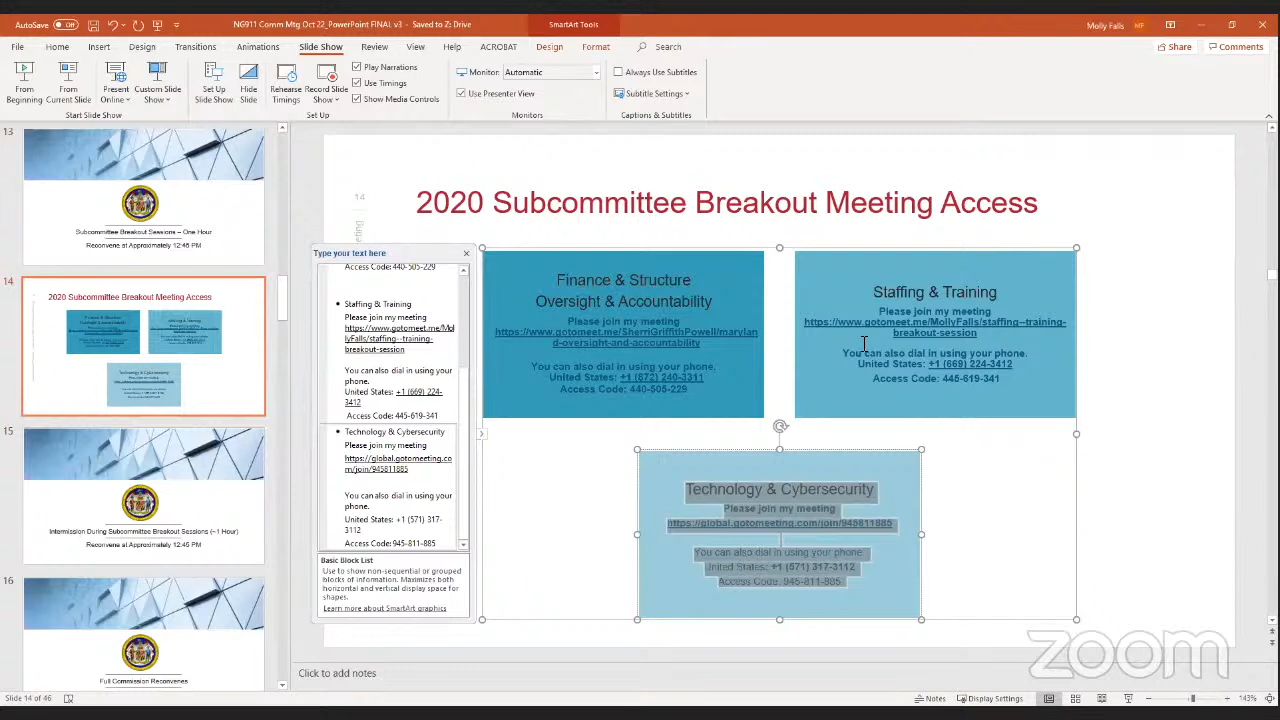 AutoSave Off
NG911 Comm Mtg Oct 22_PowerPoint FINAL v3 - Saved to Z: Drive
SmartArt Tools
Molly Falls MF
File Home Insert Design Transitions Animations Slide Show Review View Help ACROBAT Design Format Search
Share Comments
From Beginning
From Current Slide
Present Online
Custom Slide Show
Set Up Slide Show
Hide Slide
Rehearse Timings
Record Slide Show
Play Narrations
Use Timings
Show Media Controls
Monitor: Automatic
Use Presenter View
Always Use Subtitles
Subtitle Settings
Start Slide Show
Set Up
Monitors
Captions & Subtitles
13
Subcommittee Breakout Sessions – One Hour
Reconvene at Approximately 12:46 PM
14
2020 Subcommittee Breakout Meeting Access
15
Intermission During Subcommittee Breakout Sessions (~1 Hour)
Reconvene at Approximately 12:45 PM
16
Full Commission Reconvenes
14
2020 Subcommittee Breakout Meeting Access
Type your text here
Access Code: 440-505-229
• Staffing & Training
Please join my meeting
https://www.gotomeet.me/Mol
lyFalls/staffing--training-
breakout-session
You can also dial in using your
phone.
United States: +1 (669) 224-
3412
Access Code: 445-619-341
• Technology & Cybersecurity
Please join my meeting
https://global.gotomeeting.co
m/join/945811885
You can also dial in using your
phone.
United States: +1 (571) 317-
3112
Access Code: 945-811-885
Basic Block List
Use to show non-sequential or grouped
blocks of information. Maximizes both
horizontal and vertical display space for
shapes.
Learn more about SmartArt graphics
Finance & Structure
Oversight & Accountability
Please join my meeting
https://www.gotomeet.me/SherriGriffithPowell/marylan
d-oversight-and-accountability
You can also dial in using your phone.
United States: +1 (872) 240-3311
Access Code: 440-505-229
Staffing & Training
Please join my meeting
https://www.gotomeet.me/MollyFalls/staffing--training-
breakout-session
You can also dial in using your phone.
United States: +1 (669) 224-3412
Access Code: 445-619-341
Technology & Cybersecurity
Please join my meeting
https://global.gotomeeting.com/join/945811885
You can also dial in using your phone.
United States: +1 (571) 317-3112
Access Code: 945-811-885
zoom
Click to add notes
Slide 14 of 46
Notes
Display Settings
143%